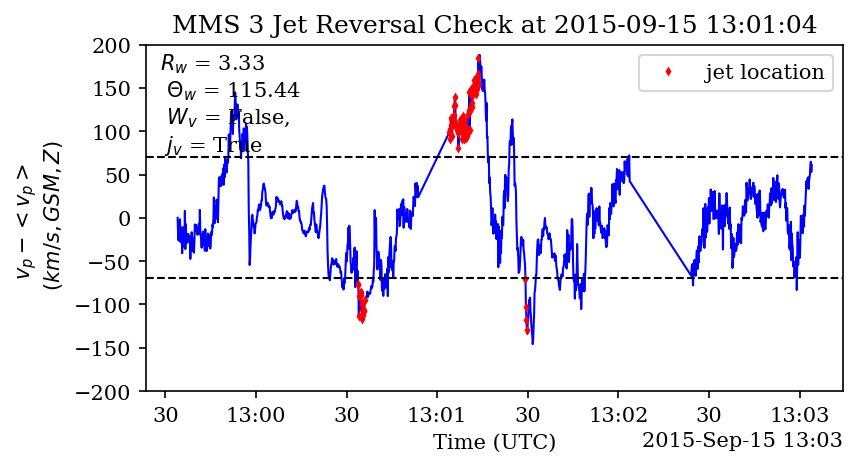 MMS 3 Jet Reversal Check at 2015-09-15 13:01:04
R_w = 3.33
Θ_w = 115.44
W_v = False,
j_v = True
jet location
v_p − < v_p >
(km/s, GSM, Z)
200
150
100
50
0
−50
−100
−150
−200
30 13:00 30 13:01 30 13:02 30 13:03
Time (UTC) 2015-Sep-15 13:03